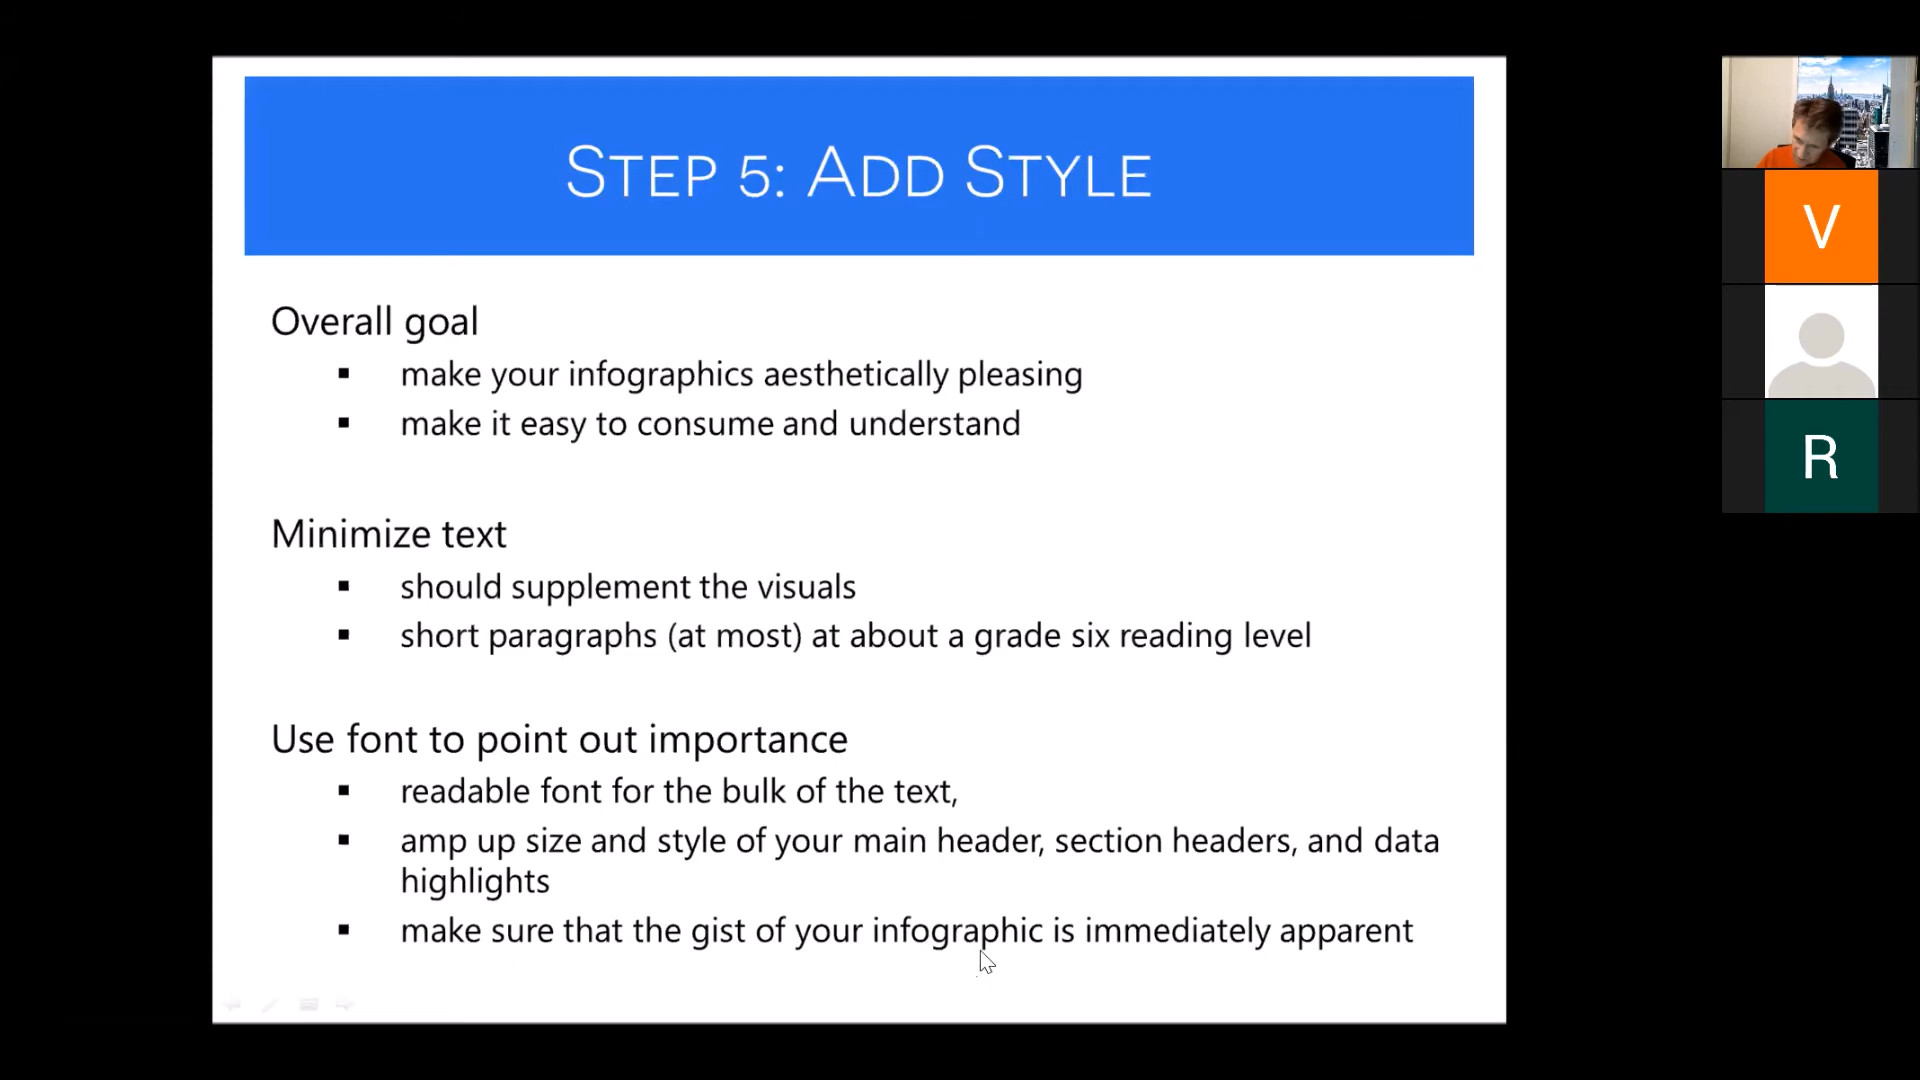 STEP 5: ADD STYLE
Overall goal
▪ make your infographics aesthetically pleasing
▪ make it easy to consume and understand
Minimize text
▪ should supplement the visuals
▪ short paragraphs (at most) at about a grade six reading level
Use font to point out importance
▪ readable font for the bulk of the text,
▪ amp up size and style of your main header, section headers, and data
highlights
▪ make sure that the gist of your infographic is immediately apparent
V
R